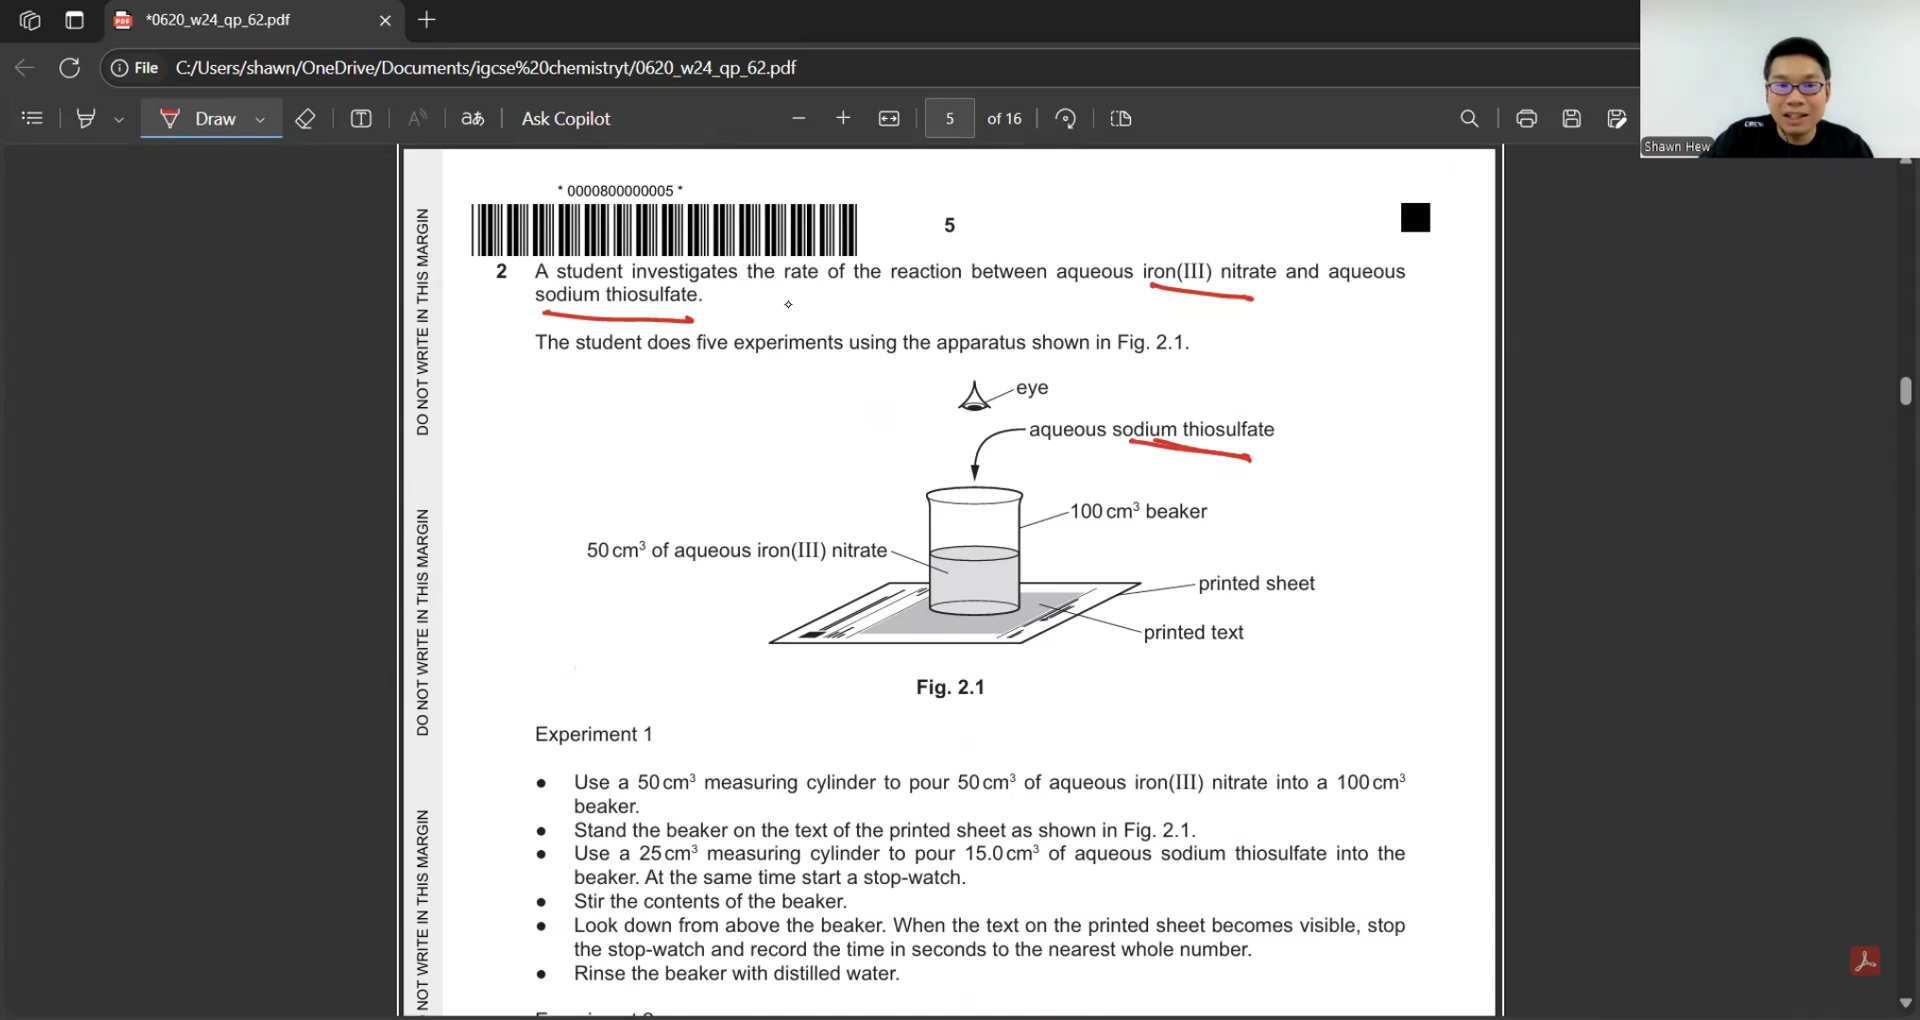 *0620_w24_qp_62.pdf
File C:/Users/shawn/OneDrive/Documents/igcse%20chemistryt/0620_w24_qp_62.pdf
Draw
aあ
Ask Copilot
5 of 16
Shawn Hew
* 0000800000005 *
5
DO NOT WRITE IN THIS MARGIN
DO NOT WRITE IN THIS MARGIN
NOT WRITE IN THIS MARGIN
2 A student investigates the rate of the reaction between aqueous iron(III) nitrate and aqueous
sodium thiosulfate.
The student does five experiments using the apparatus shown in Fig. 2.1.
eye
aqueous sodium thiosulfate
100 cm³ beaker
50 cm³ of aqueous iron(III) nitrate
printed sheet
printed text
Fig. 2.1
Experiment 1
● Use a 50 cm³ measuring cylinder to pour 50 cm³ of aqueous iron(III) nitrate into a 100 cm³
beaker.
● Stand the beaker on the text of the printed sheet as shown in Fig. 2.1.
● Use a 25 cm³ measuring cylinder to pour 15.0 cm³ of aqueous sodium thiosulfate into the
beaker. At the same time start a stop-watch.
● Stir the contents of the beaker.
● Look down from above the beaker. When the text on the printed sheet becomes visible, stop
the stop-watch and record the time in seconds to the nearest whole number.
● Rinse the beaker with distilled water.